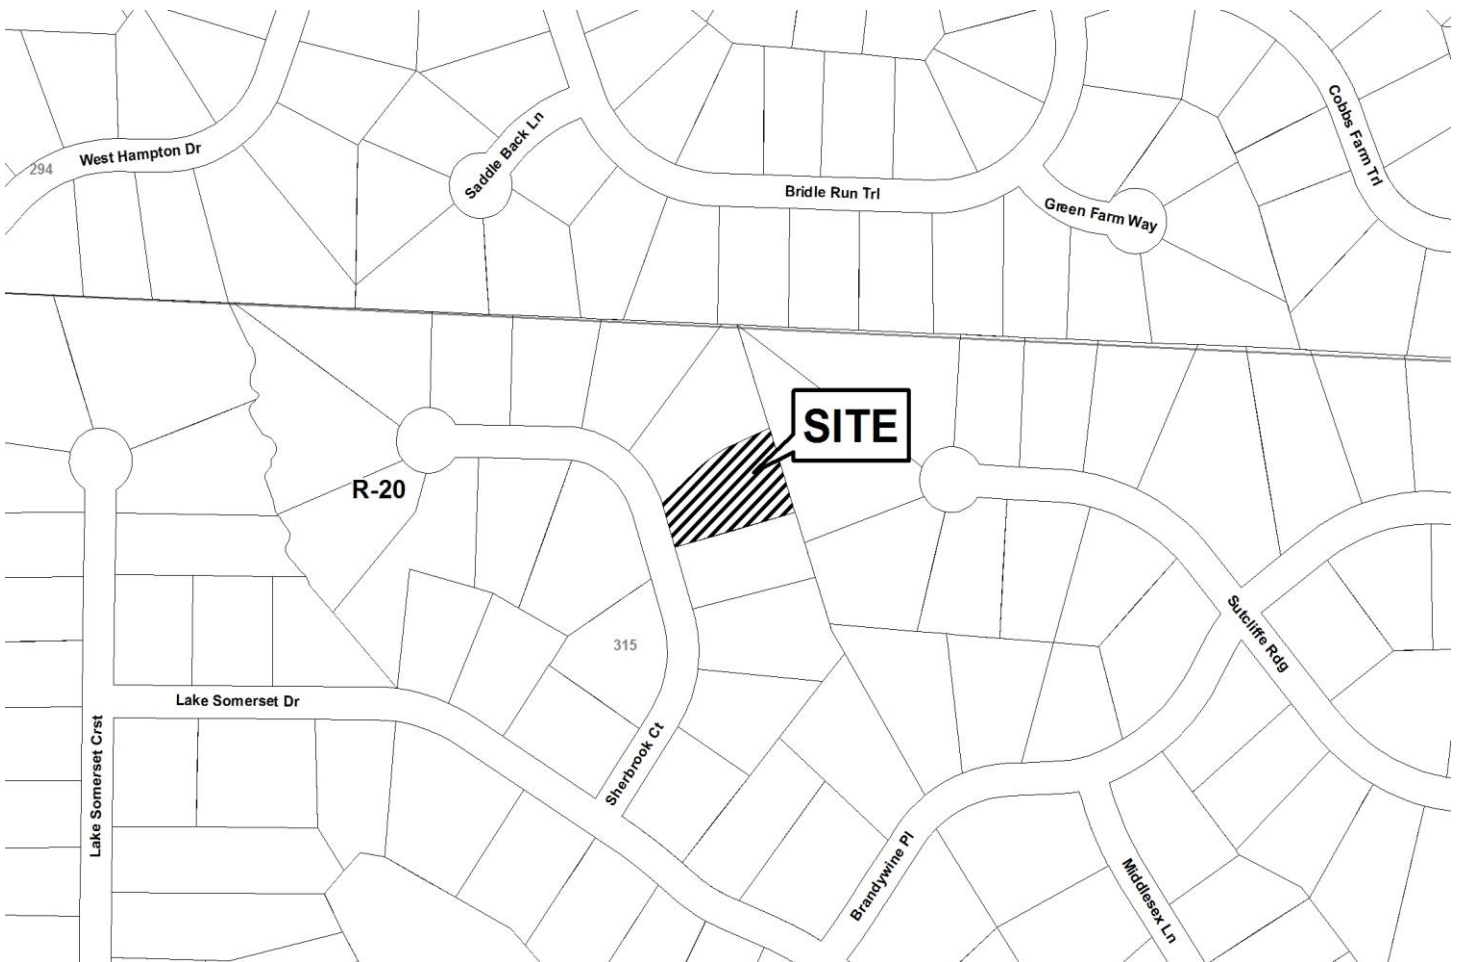 Cobbs Farm Trl
Saddle Back Ln
West Hampton Dr
294
Bridle Run Trl
Green Farm Way
SITE
R-20
Sutcliffe Rdg
315
Lake Somerset Dr
Lake Somerset Crst
Sherbrook Ct
Brandywine Pl
Middlesex Ln